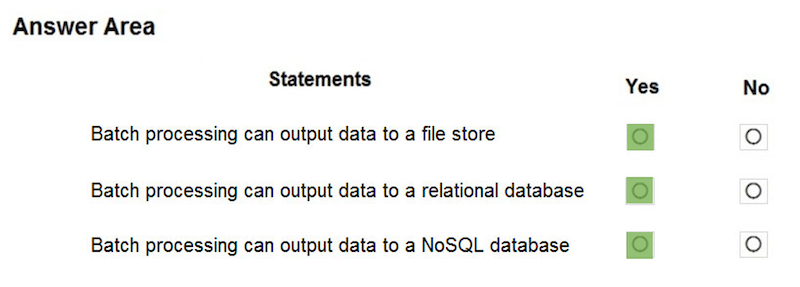 Answer Area
Statements Yes No
Batch processing can output data to a file store
Batch processing can output data to a relational database
Batch processing can output data to a NoSQL database